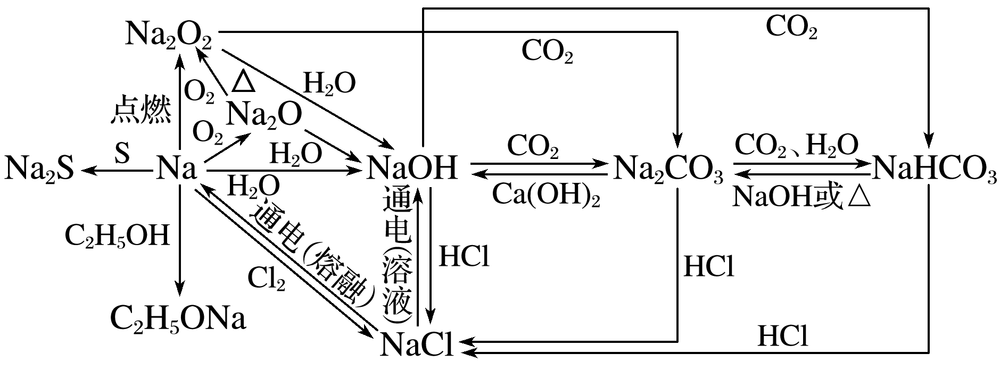 CO₂
Na₂O₂
CO₂
△
H₂O
O₂
点燃
Na₂O
O₂
CO₂
CO₂、H₂O
S
H₂O
Na₂S
Na
NaOH
Na₂CO₃
NaHCO₃
H₂O
Ca(OH)₂
NaOH或△
C₂H₅OH
通电(熔融)
通电(溶液)
HCl
HCl
Cl₂
C₂H₅ONa
HCl
NaCl